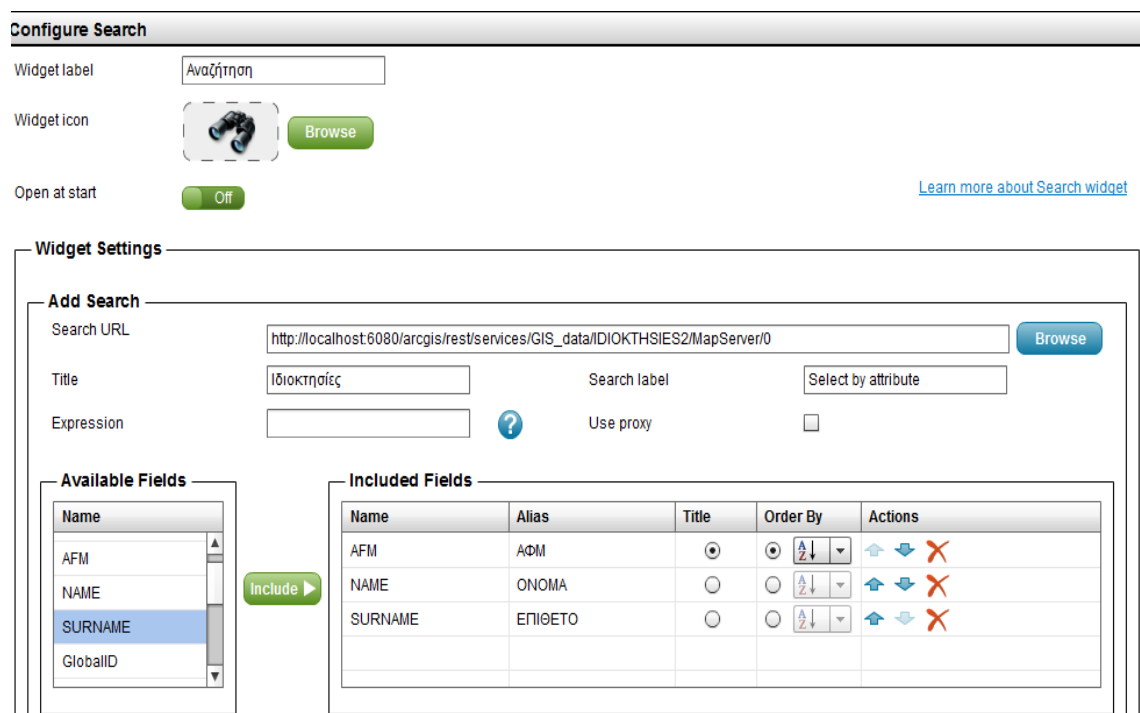 Configure Search
Widget label Αναζήτηση
Widget icon Browse
Open at start Off Learn more about Search widget
Widget Settings
Add Search
Search URL http://localhost:6080/arcgis/rest/services/GIS_data/IDIOKTHSIES2/MapServer/0 Browse
Title Ιδιοκτησίες Search label Select by attribute
Expression ? Use proxy
Available Fields Included Fields
Name Name Alias Title Order By Actions
AFM AFM ΑΦΜ
NAME Include NAME ΟΝΟΜΑ
SURNAME SURNAME ΕΠΙΘΕΤΟ
GlobalID